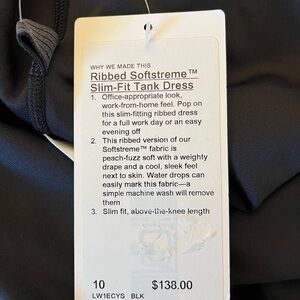 WHY WE MADE THIS
Ribbed Softstreme™
Slim-Fit Tank Dress
1. Office-appropriate look,
work-from-home feel. Pop on
this slim-fitting ribbed dress
for a full work day or an easy
evening off
2. This ribbed version of our
Softstreme™ fabric is
peach-fuzz soft with a weighty
drape and a cool, sleek feel
next to skin. Water drops can
easily mark this fabric—a
simple machine wash will remove
them
3. Slim fit, above-the-knee length
10 $138.00
LW1ECYS BLK